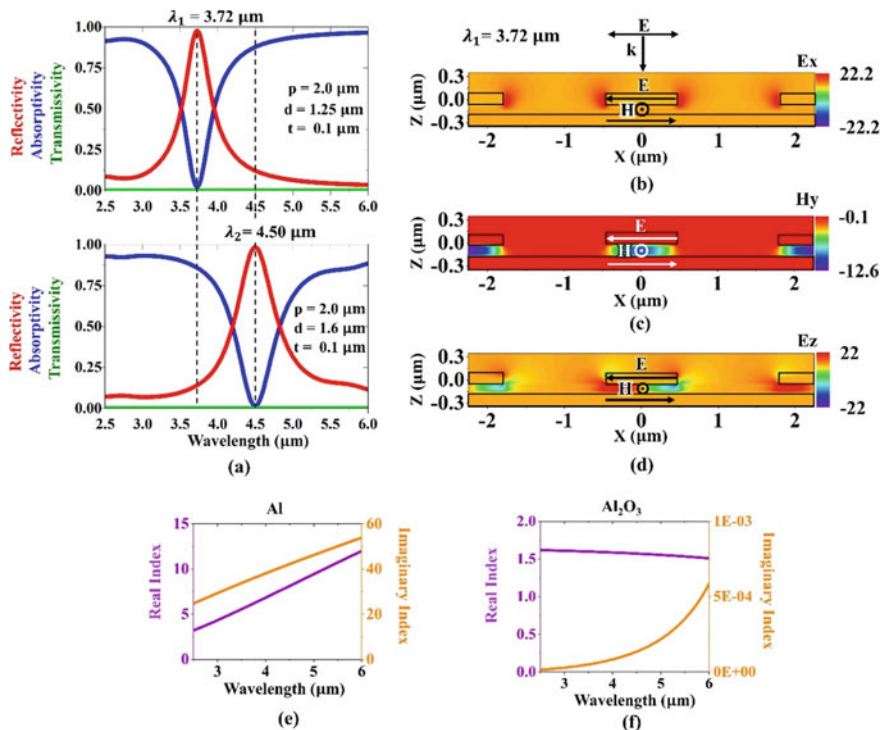 λ1 = 3.72 μm
1.00
0.75
0.50
0.25
0.00
p = 2.0 μm
d = 1.25 μm
t = 0.1 μm
2.5 3.0 3.5 4.0 4.5 5.0 5.5 6.0
Reflectivity
Absorptivity
Transmissivity
λ2 = 4.50 μm
1.00
0.75
0.50
0.25
0.00
p = 2.0 μm
d = 1.6 μm
t = 0.1 μm
2.5 3.0 3.5 4.0 4.5 5.0 5.5 6.0
Reflectivity
Absorptivity
Transmissivity
Wavelength (μm)
(a)
λ1 = 3.72 μm
E
k
Ex
0.3
0.0
-0.3
Z (μm)
E
H
22.2
-22.2
-2 -1 0 1 2
X (μm)
(b)
Hy
0.3
0.0
-0.3
Z (μm)
E
H
-0.1
-12.6
-2 -1 0 1 2
X (μm)
(c)
Ez
0.3
0.0
-0.3
Z (μm)
E
H
22
-22
-2 -1 0 1 2
X (μm)
(d)
Al
15
10
5
0
Real Index
60
40
20
0
Imaginary Index
3 4 5 6
Wavelength (μm)
(e)
Al2O3
2.0
1.5
1.0
0.5
0.0
Real Index
1E-03
5E-04
0E+00
Imaginary Index
3 4 5 6
Wavelength (μm)
(f)